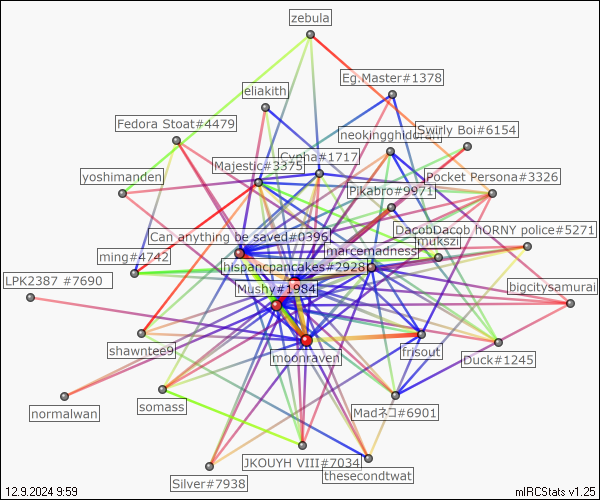 zebula
Eg.Master#1378
eliakith
Fedora Stoat#4479
Swirly Boi#6154
neokingghidorah
Cynha#1717
Majestic#3375
yoshimanden
Pocket Persona#3326
Pikabro#9971
DacobDacob hORNY police#5271
Can anything be saved#0396
mukszi
marcemadness
ming#4742
hispancpancakes#2928
LPK2387 #7690
Mushy#1984
bigcitysamurai
shawntee9
moonraven
frisout
Duck#1245
normalwan
somass
Madネコ#6901
JKOUYH VIII#7034
thesecondtwat
Silver#7938
12.9.2024 9:59
mIRCStats v1.25